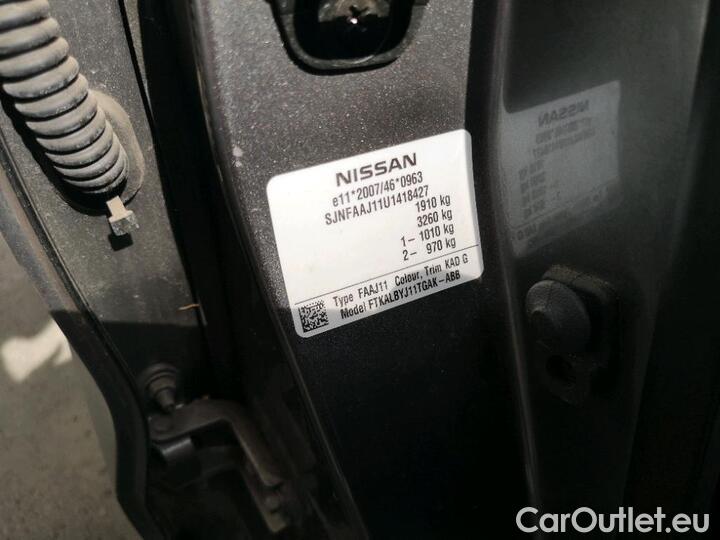 NISSAN
e11*2007/46*0963
SJNFAAJ11U1418427
1910 kg
3260 kg
1– 1010 kg
2– 970 kg
Type FAAJ11 Colour, Trim KAD G
Model FTKALBYJ11TGAK–ABB
NISSAN
CarOutlet.eu